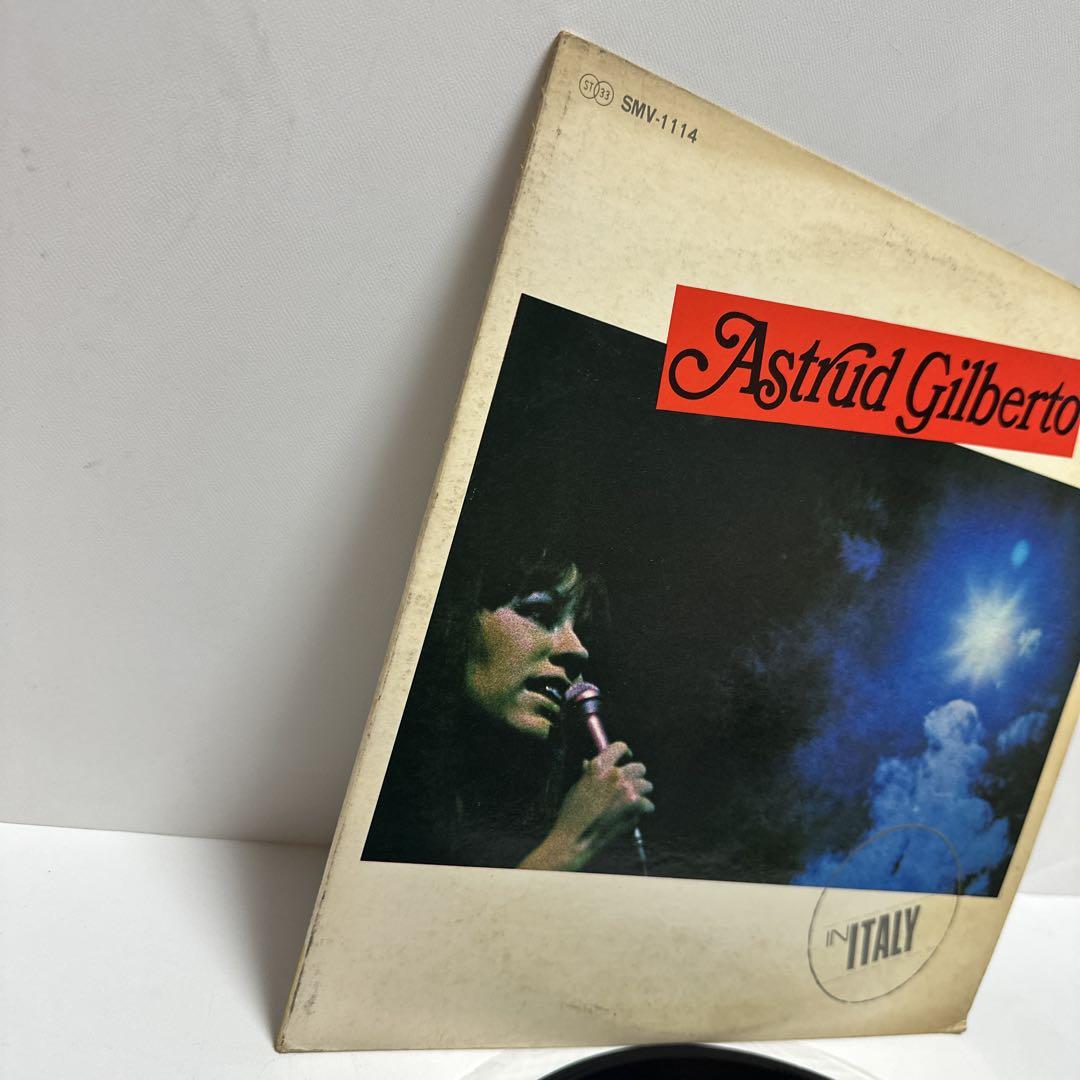 ST 33 SMV-1114
Astrud Gilberto
IN ITALY